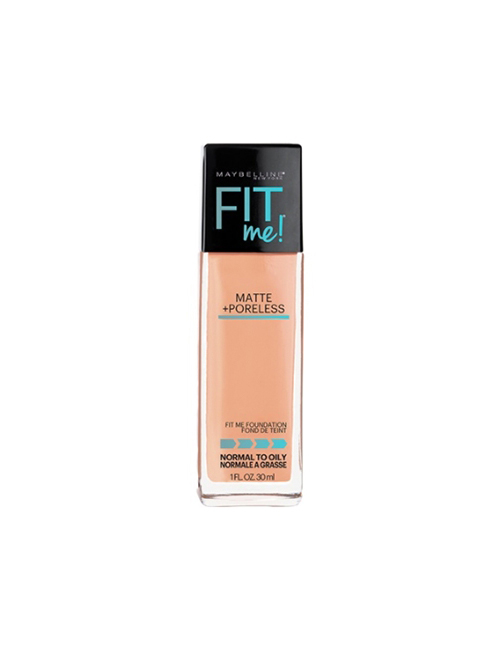 MAYBELLINE
NEW YORK
FIT
me!
MATTE
+PORELESS
FIT ME FOUNDATION
FOND DE TEINT
NORMAL TO OILY
NORMALE A GRASSE
1 FL. OZ. 30 ml